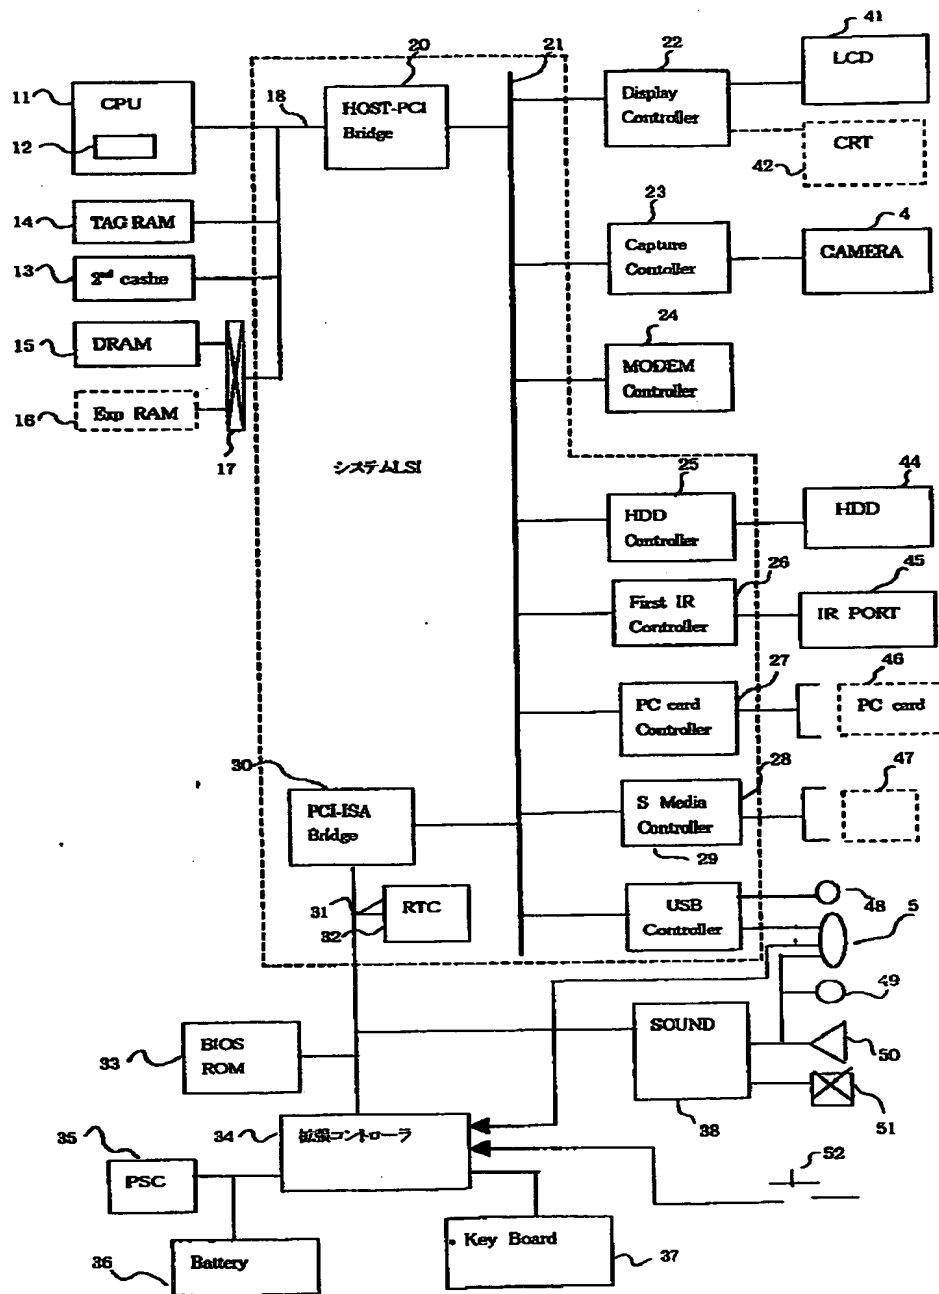 20
21
22
41
11
CPU
18
HOST-PCI
Bridge
Display
Controller
LCD
12
CRT
42
23
4
14
TAG RAM
Capture
Contoller
CAMERA
13
2nd cashe
24
15
DRAM
MODEM
Controller
16
Exp RAM
17
システムLSI
25
44
HDD
Controller
HDD
26
45
First IR
Controller
IR PORT
27
46
PC card
Controller
PC card
30
28
47
PCI-ISA
Bridge
S Media
Controller
29
31
RTC
32
USB
Controller
48
5
49
33
BIOS
ROM
SOUND
50
34
拡張コントローラ
38
51
35
PSC
52
36
Battery
Key Board
37